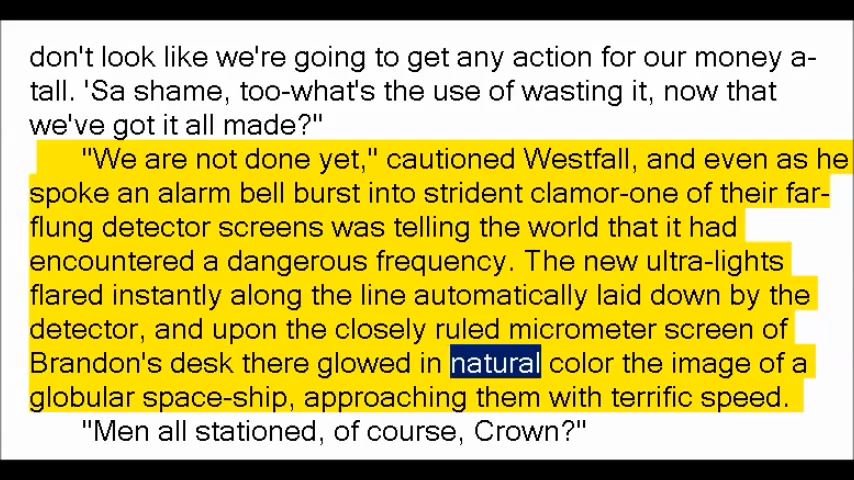 don't look like we're going to get any action for our money a-
tall. 'Sa shame, too-what's the use of wasting it, now that
we've got it all made?"
"We are not done yet," cautioned Westfall, and even as he
spoke an alarm bell burst into strident clamor-one of their far-
flung detector screens was telling the world that it had
encountered a dangerous frequency. The new ultra-lights
flared instantly along the line automatically laid down by the
detector, and upon the closely ruled micrometer screen of
Brandon's desk there glowed in natural color the image of a
globular space-ship, approaching them with terrific speed.
"Men all stationed, of course, Crown?"